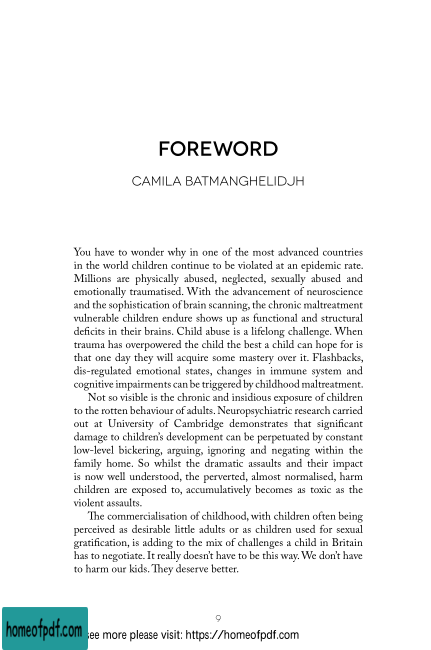 FOREWORD
CAMILA BATMANGHELIDJH
You have to wonder why in one of the most advanced countries
in the world children continue to be violated at an epidemic rate.
Millions are physically abused, neglected, sexually abused and
emotionally traumatised. With the advancement of neuroscience
and the sophistication of brain scanning, the chronic maltreatment
vulnerable children endure shows up as functional and structural
deficits in their brains. Child abuse is a lifelong challenge. When
trauma has overpowered the child the best a child can hope for is
that one day they will acquire some mastery over it. Flashbacks,
dis-regulated emotional states, changes in immune system and
cognitive impairments can be triggered by childhood maltreatment.
Not so visible is the chronic and insidious exposure of children
to the rotten behaviour of adults. Neuropsychiatric research carried
out at University of Cambridge demonstrates that significant
damage to children's development can be perpetuated by constant
low-level bickering, arguing, ignoring and negating within the
family home. So whilst the dramatic assaults and their impact
is now well understood, the perverted, almost normalised, harm
children are exposed to, accumulatively becomes as toxic as the
violent assaults.
The commercialisation of childhood, with children often being
perceived as desirable little adults or as children used for sexual
gratification, is adding to the mix of challenges a child in Britain
has to negotiate. It really doesn't have to be this way. We don't have
to harm our kids. They deserve better.
9
homeofpdf.com
see more please visit: https://homeofpdf.com